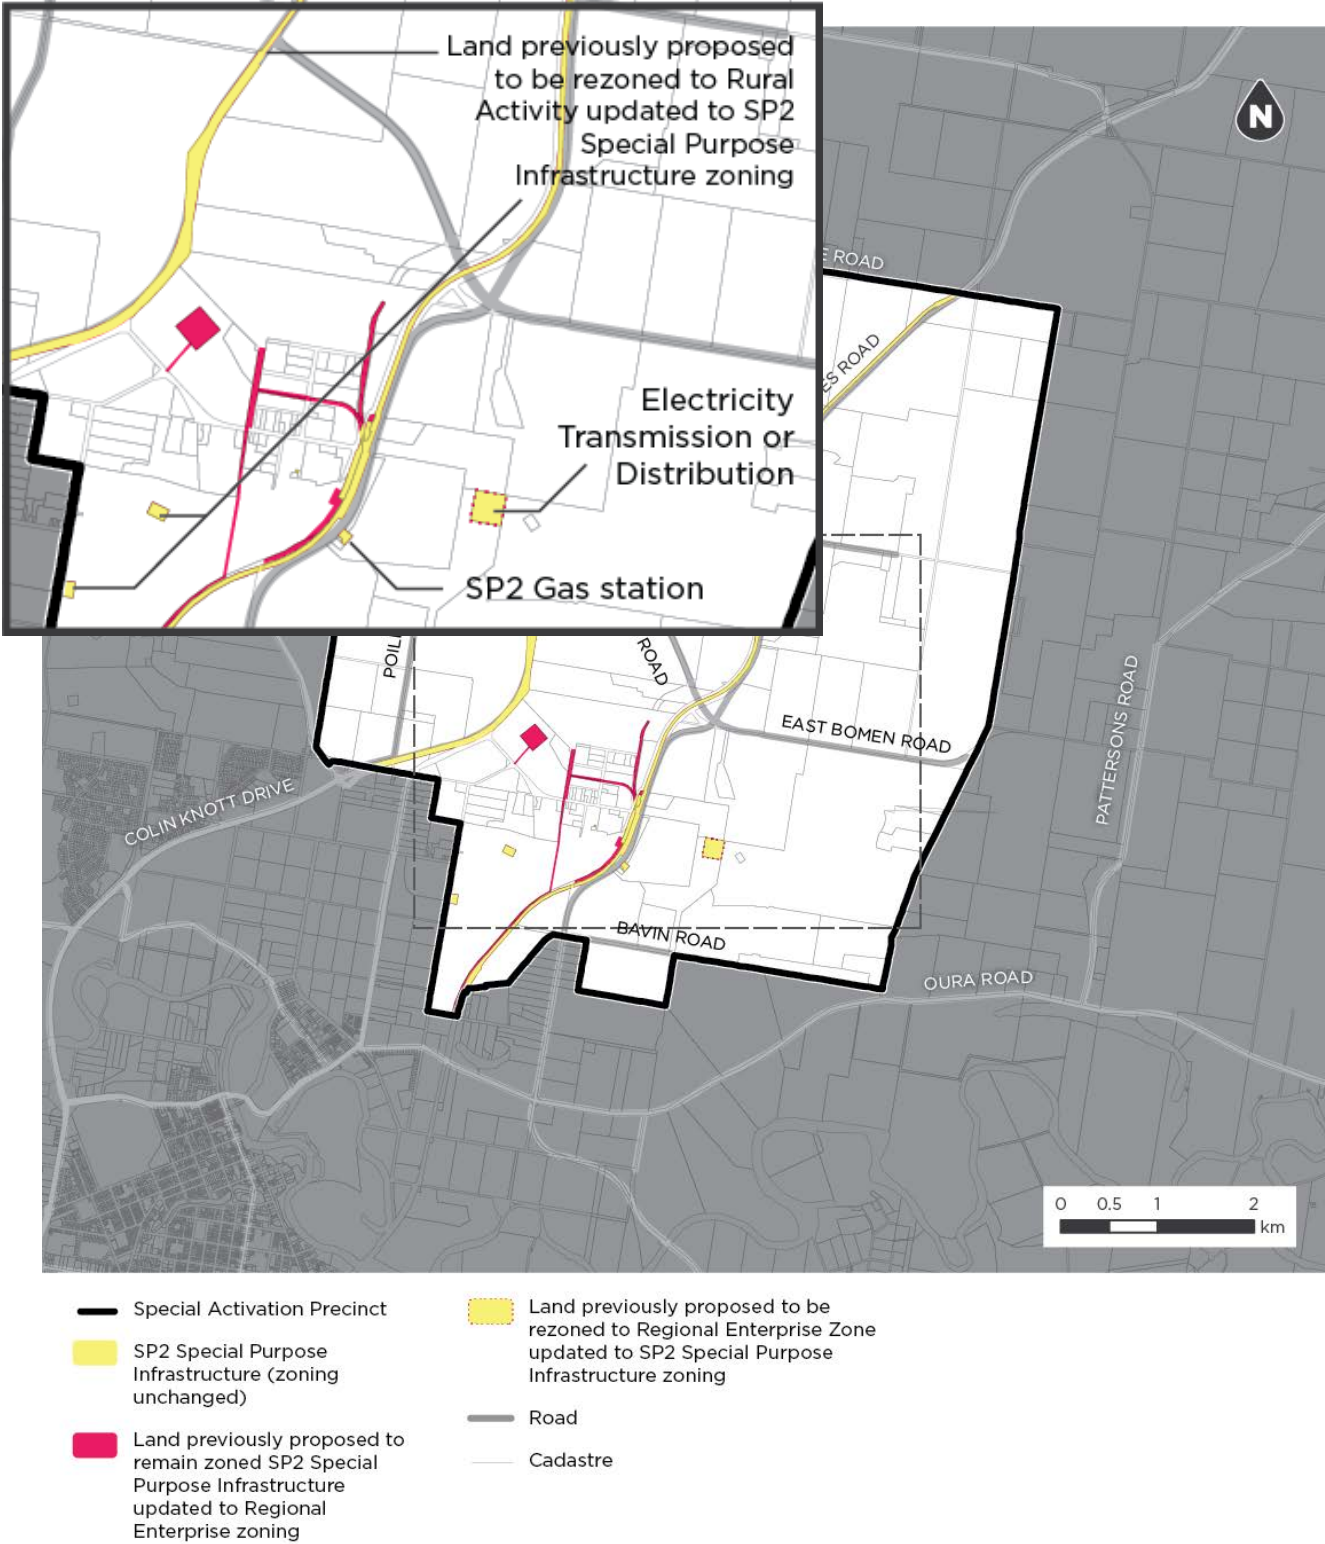 Land previously proposed
to be rezoned to Rural
Activity updated to SP2
Special Purpose
Infrastructure zoning
Electricity
Transmission or
Distribution
SP2 Gas station
N
E ROAD
ES ROAD
POIL
ROAD
EAST BOMEN ROAD
PATTERSONS ROAD
COLIN KNOTT DRIVE
BAVIN ROAD
OURA ROAD
0 0.5 1 2
km
Special Activation Precinct
SP2 Special Purpose
Infrastructure (zoning
unchanged)
Land previously proposed to
remain zoned SP2 Special
Purpose Infrastructure
updated to Regional
Enterprise zoning
Land previously proposed to be
rezoned to Regional Enterprise Zone
updated to SP2 Special Purpose
Infrastructure zoning
Road
Cadastre